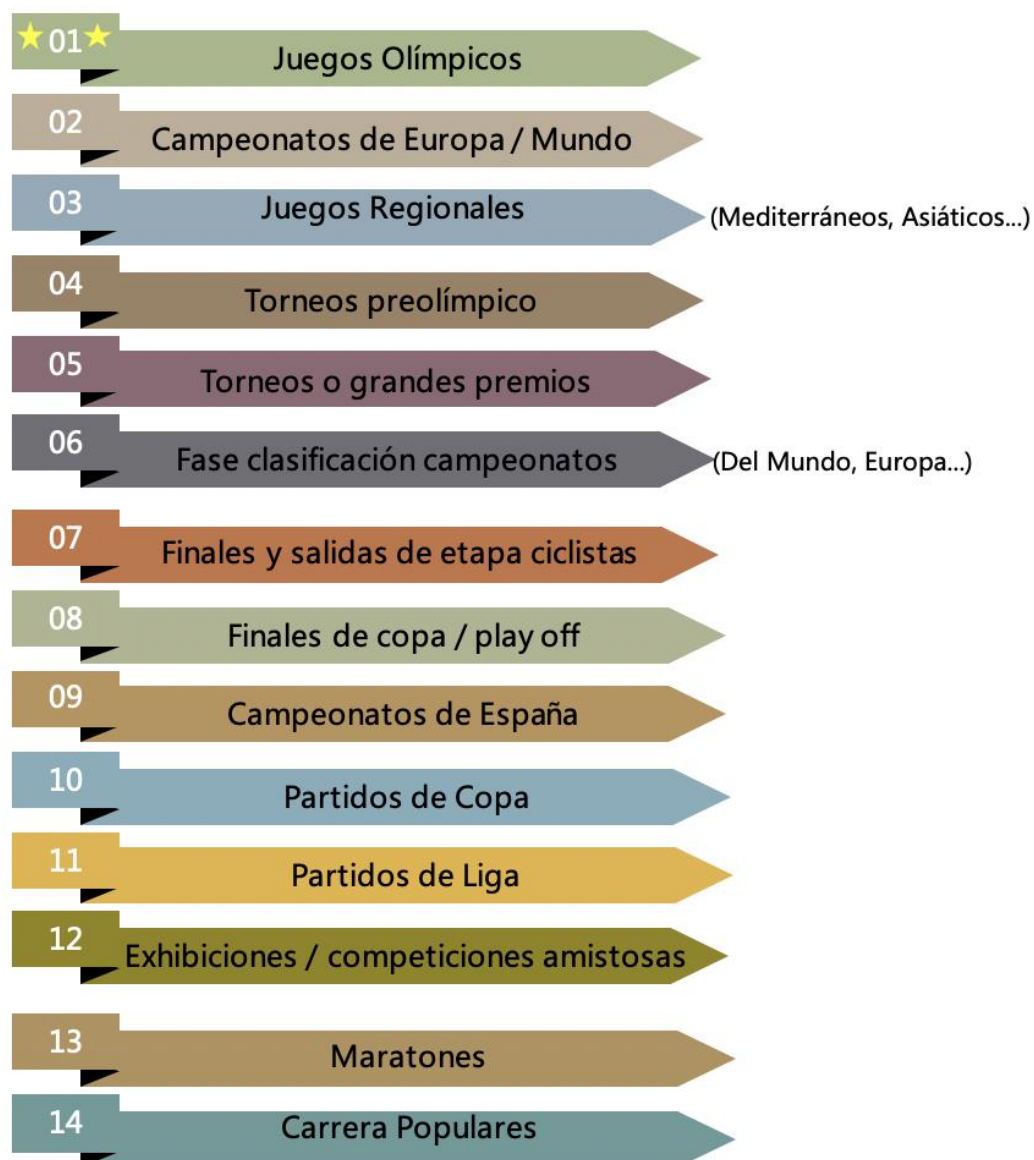 01
Juegos Olímpicos
02
Campeonatos de Europa / Mundo
03
Juegos Regionales
(Mediterráneos, Asiáticos...)
04
Torneos preolímpico
05
Torneos o grandes premios
06
Fase clasificación campeonatos
(Del Mundo, Europa...)
07
Finales y salidas de etapa ciclistas
08
Finales de copa / play off
09
Campeonatos de España
10
Partidos de Copa
11
Partidos de Liga
12
Exhibiciones / competiciones amistosas
13
Maratones
14
Carrera Populares